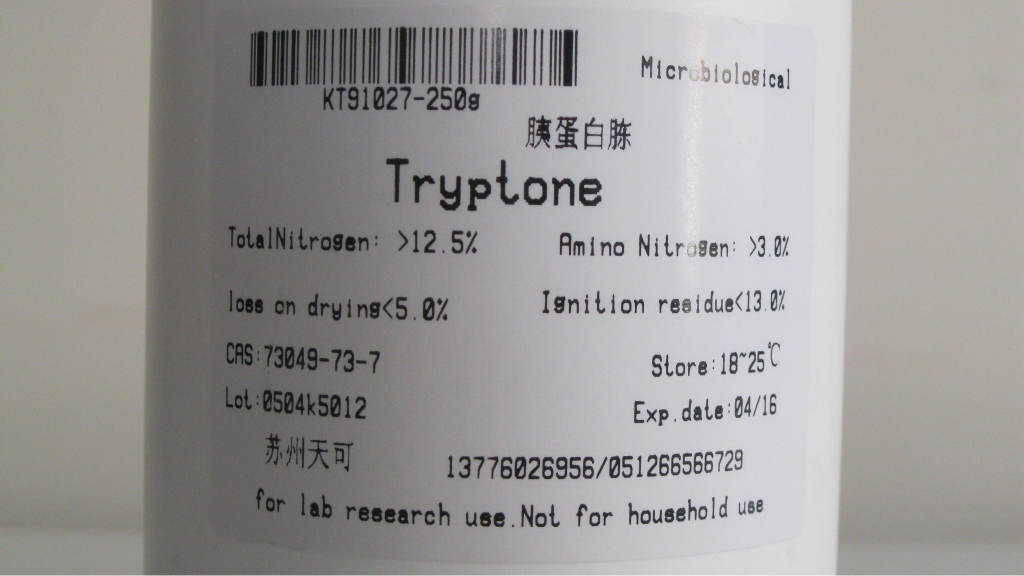 Microbiological
KT91027-250g
胰蛋白胨
Tryptone
TotalNitrogen: >12.5% Amino Nitrogen: >3.0%
loss on drying<5.0% Ignition residue<13.0%
CAS:73049-73-7 Store:18~25℃
Lot:0504k5012 Exp.date:04/16
苏州天可 13776026956/051266566729
for lab research use.Not for household use